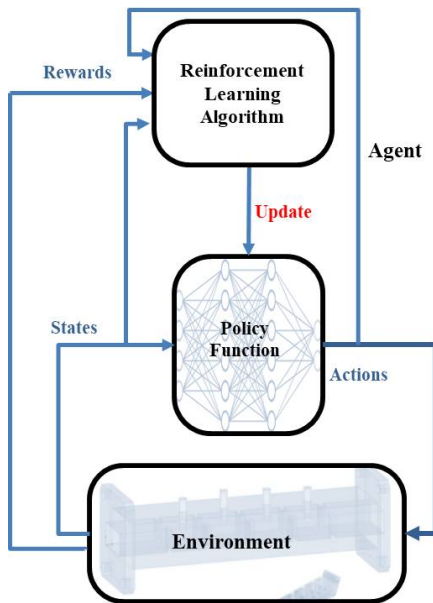 Rewards
Reinforcement
Learning
Algorithm
Agent
Update
States
Policy
Function
Actions
Environment